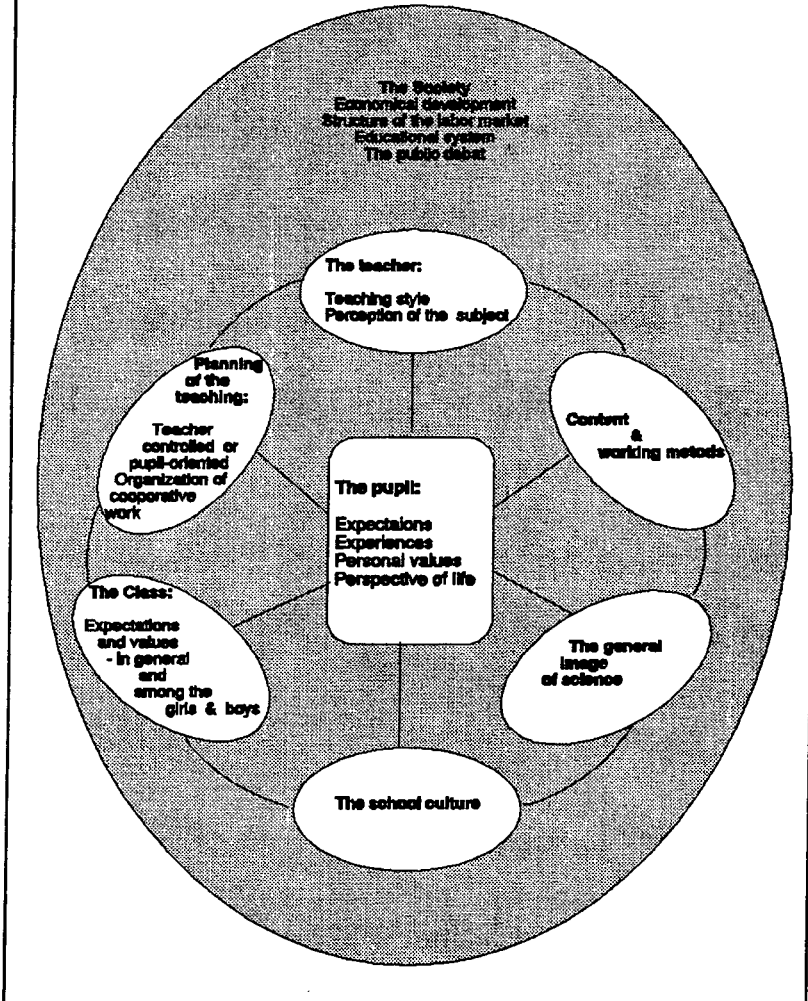 The Society
Economical development
Structure of the labor market
Educational system
The public debat
The teacher:
Teaching style
Perception of the subject
Planning
of the
teaching:
Teacher
controlled or
pupil-oriented
Organization of
cooperative
work
Content
&
working metods
The pupil:
Expectaions
Experiences
Personal values
Perspective of life
The Class:
Expectations
and values
- in general
and
among the
girls & boys
The general
image
of science
The school culture